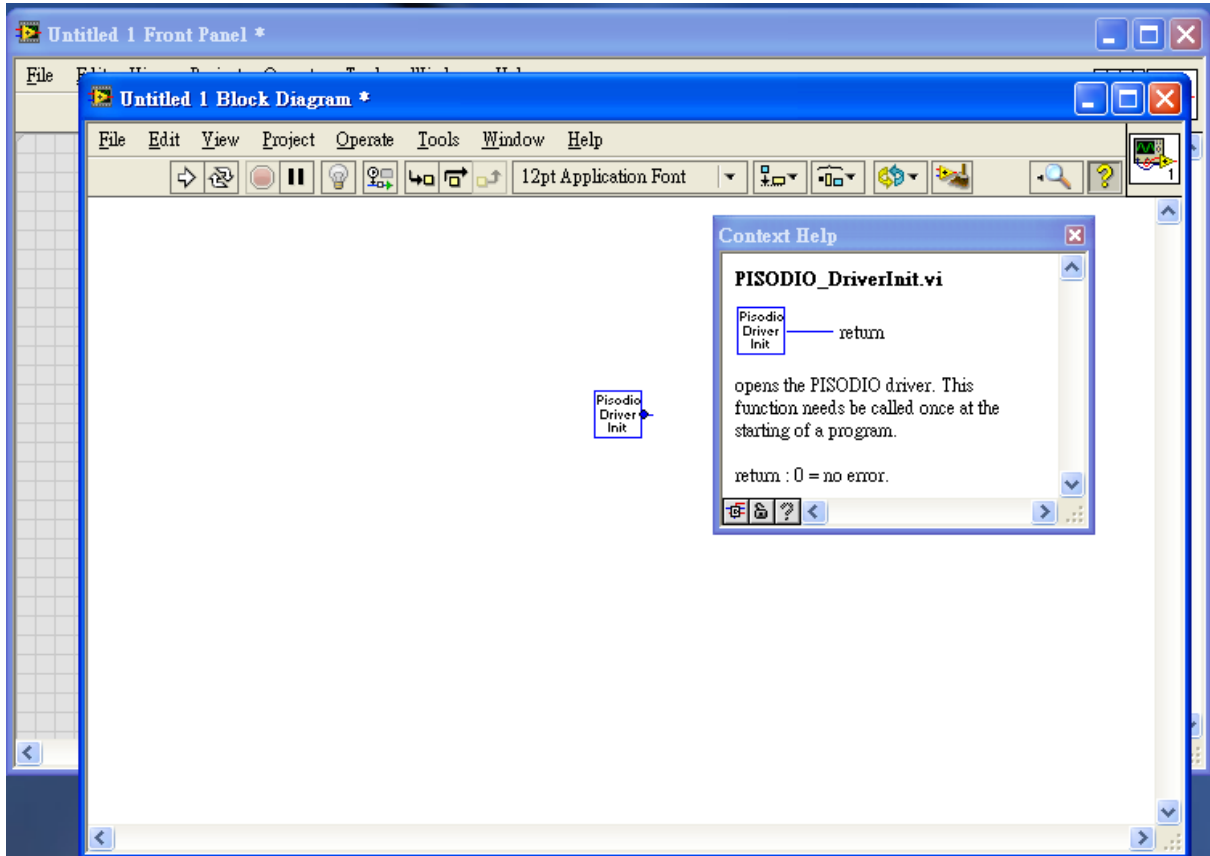 Untitled 1 Front Panel *
File
Untitled 1 Block Diagram *
File Edit View Project Operate Tools Window Help
12pt Application Font
1
Context Help
PISODIO_DriverInit.vi
Pisodio
Driver
Init
return
opens the PISODIO driver. This
function needs be called once at the
starting of a program.
return : 0 = no error.
Pisodio
Driver
Init